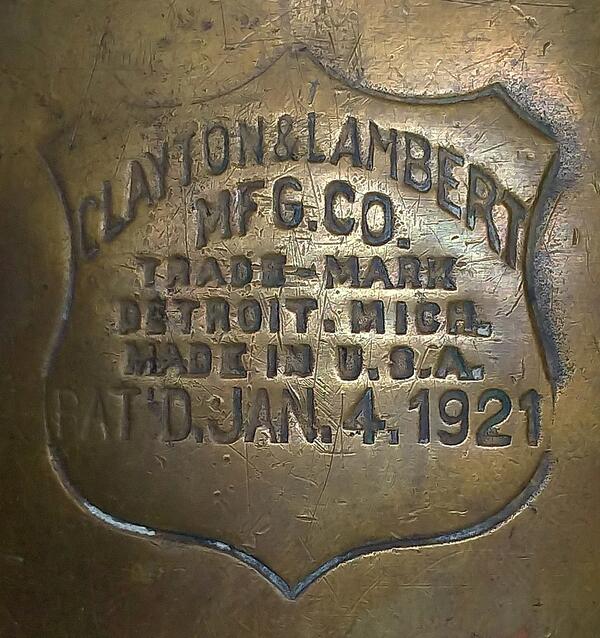 CLAYTON & LAMBERT
MFG. CO.
TRADE-MARK
DETROIT. MICH.
MADE IN U.S.A.
PAT'D. JAN. 4. 1921